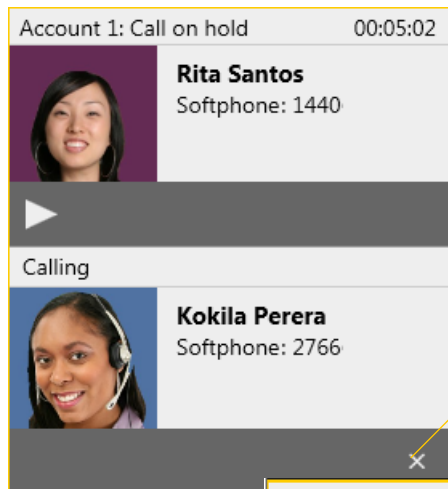 Account 1: Call on hold 00:05:02
Rita Santos
Softphone: 1440
Calling
Kokila Perera
Softphone: 2766